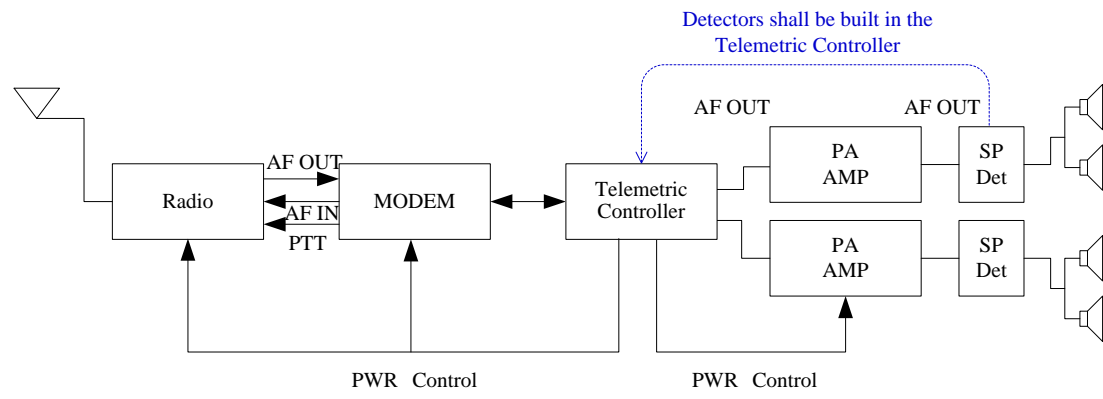 Detectors shall be built in the
Telemetric Controller
AF OUT
AF OUT
AF OUT
Radio
AF IN
PTT
MODEM
Telemetric
Controller
PA
AMP
SP
Det
PA
AMP
SP
Det
PWR Control
PWR Control